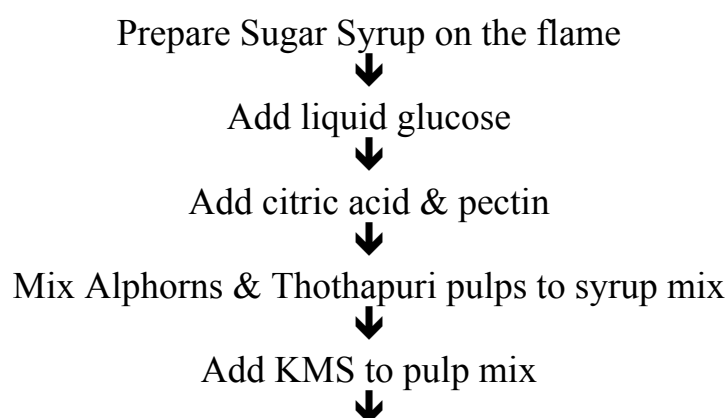 Prepare Sugar Syrup on the flame
Add liquid glucose
Add citric acid & pectin
Mix Alphorns & Thothapuri pulps to syrup mix
Add KMS to pulp mix